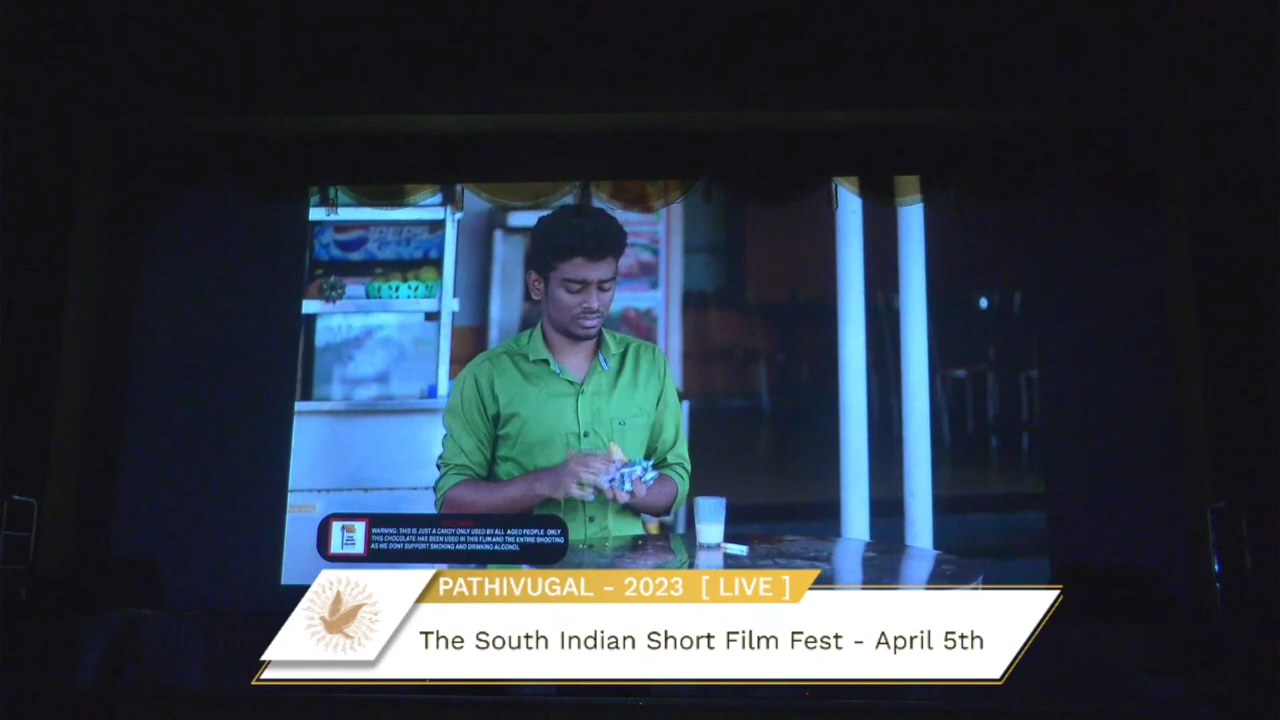 PEPSI
WARNING: THIS IS JUST A CANDY ONLY USED BY ALL AGED PEOPLE ONLY
THIS CHOCOLATE HAS BEEN USED IN THIS FLIM AND THE ENTIRE SHOOTING
AS WE DONT SUPPORT SMOKING AND DRINKING ALCOHOL
PATHIVUGAL - 2023 [ LIVE ]
The South Indian Short Film Fest - April 5th